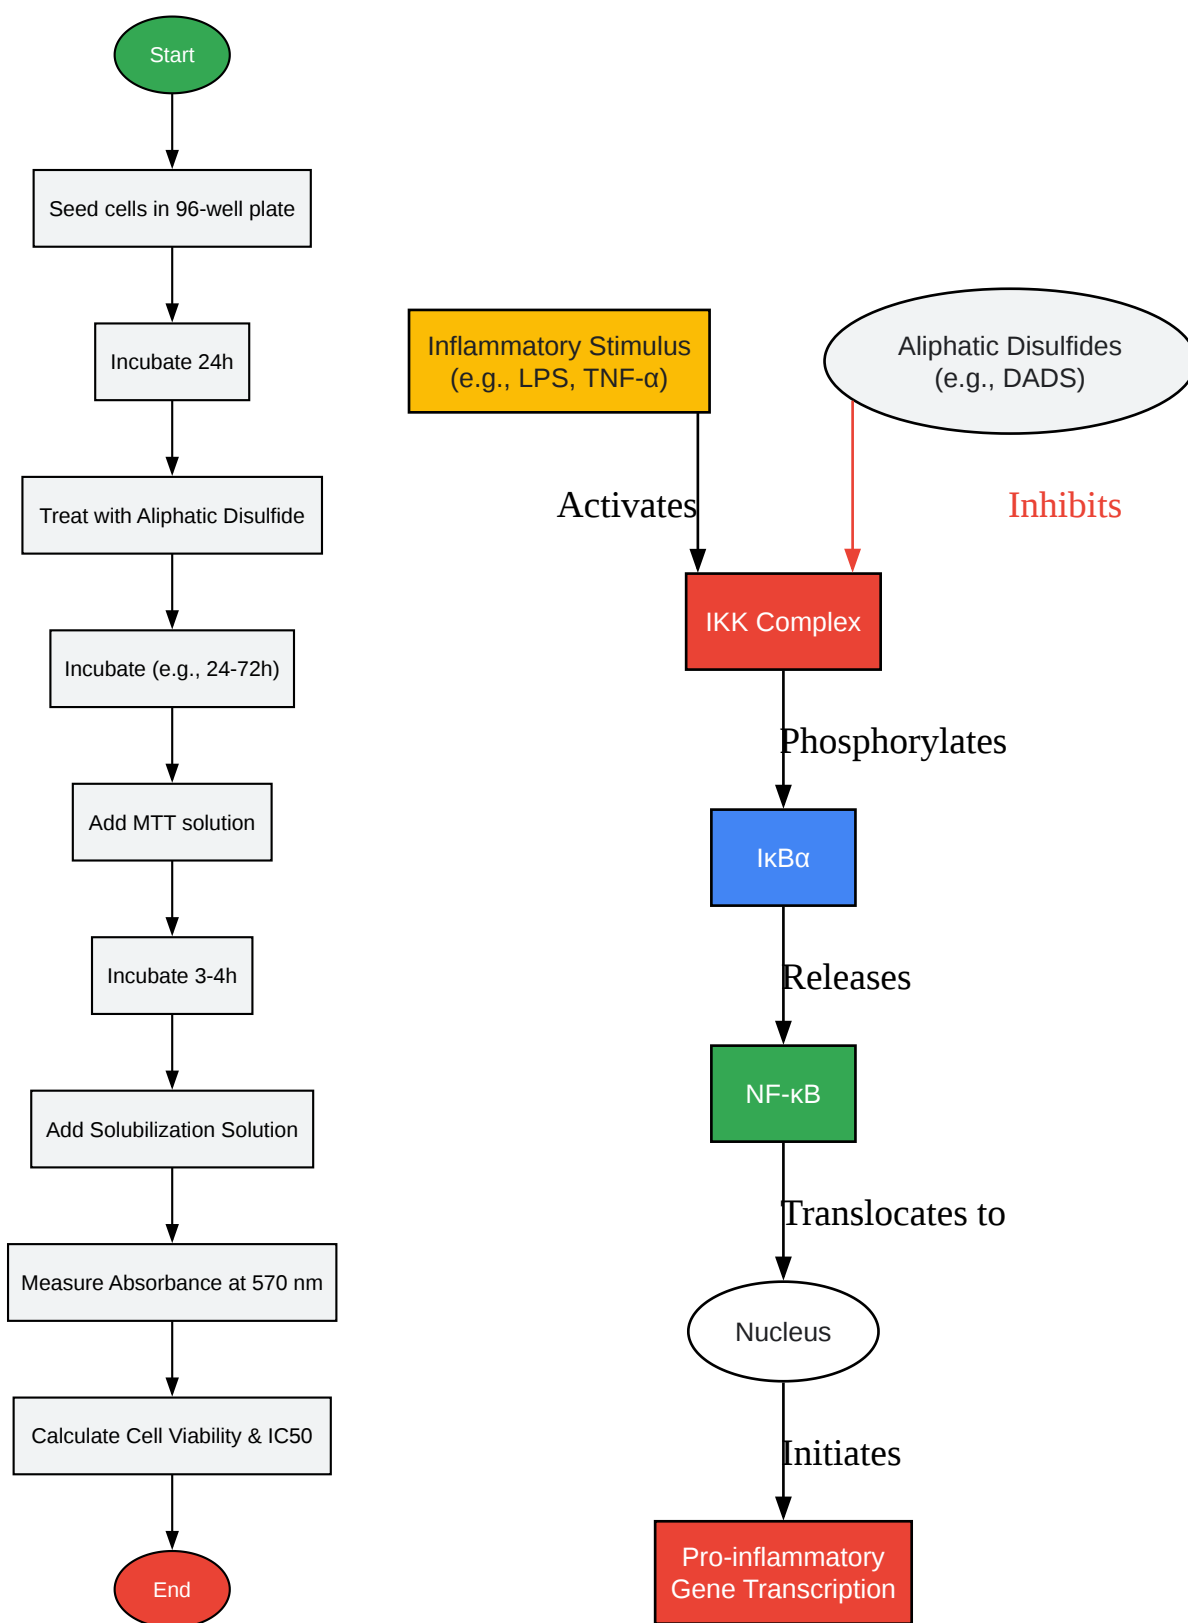 Start
Seed cells in 96-well plate
Incubate 24h
Treat with Aliphatic Disulfide
Incubate (e.g., 24-72h)
Add MTT solution
Incubate 3-4h
Add Solubilization Solution
Measure Absorbance at 570 nm
Calculate Cell Viability & IC50
End
Inflammatory Stimulus
(e.g., LPS, TNF-α)
Aliphatic Disulfides
(e.g., DADS)
Activates
Inhibits
IKK Complex
Phosphorylates
IκBα
Releases
NF-κB
Translocates to
Nucleus
Initiates
Pro-inflammatory
Gene Transcription